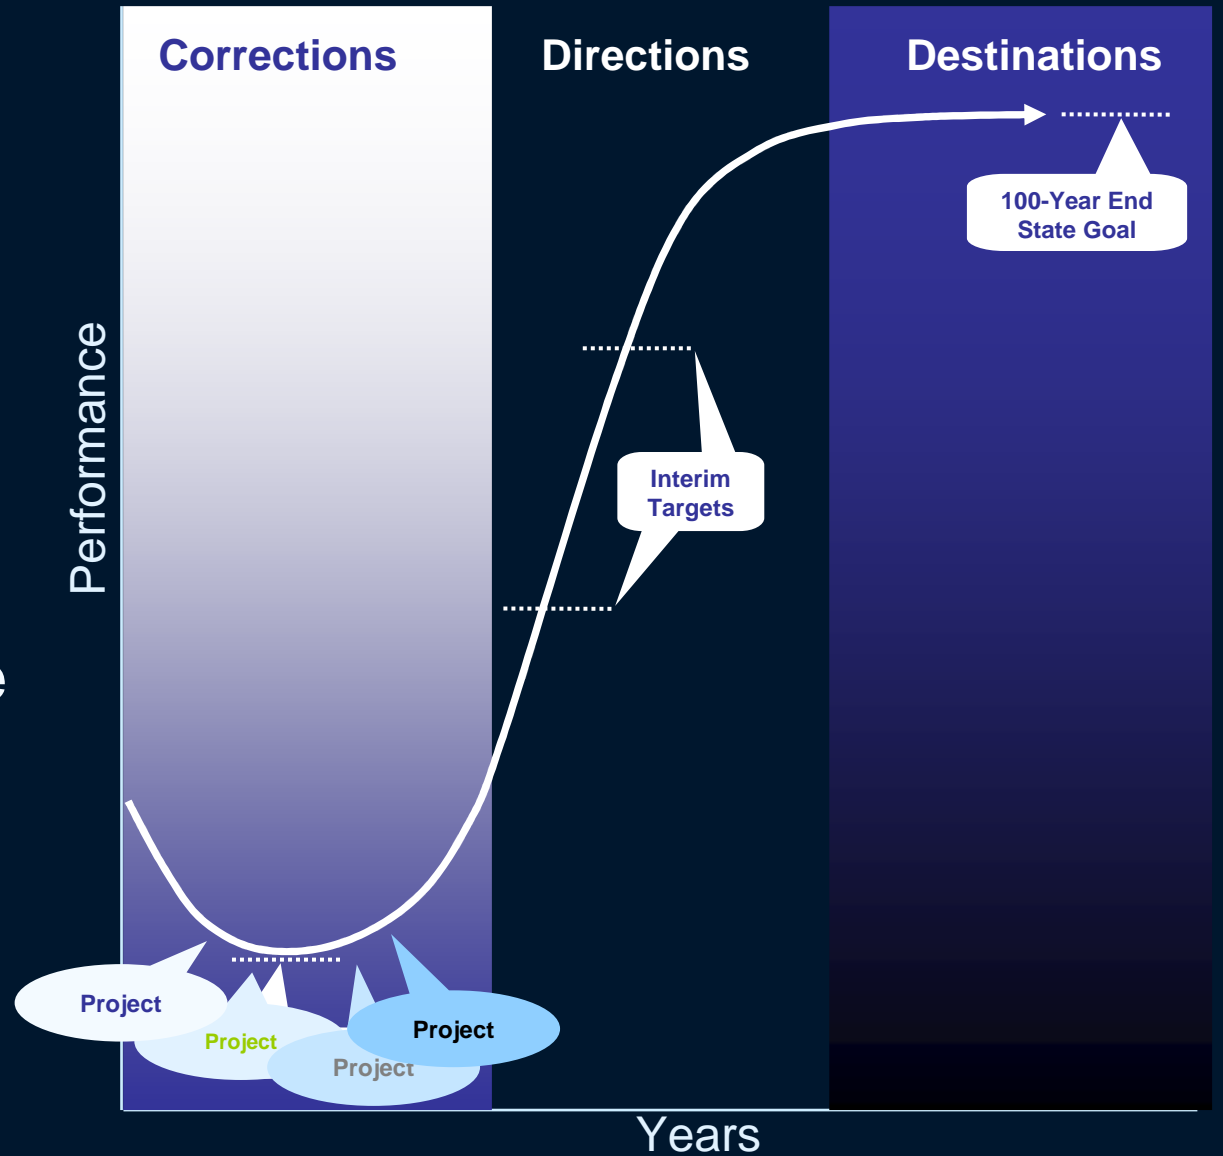 Corrections
Directions
Destinations
100-Year End
State Goal
Performance
Interim
Targets
e
Project
Project
Project
Project
Years